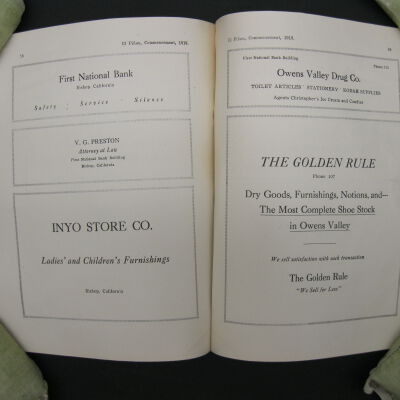 El Piñon, Commencement, 1918.
First National Bank
Bishop, California
Safety Service Silence
V. G. PRESTON
Attorney at Law
First National Bank Building
Bishop, California
INYO STORE CO.
Ladies' and Children's Furnishings
Bishop, California
El Piñon, Commencement, 1918.
First National Bank Building
Owens Valley Drug Co.
TOILET ARTICLES STATIONERY KODAK SUPPLIES
Agents Christopher's Ice Cream and Candies
THE GOLDEN RULE
Phone 107
Dry Goods, Furnishings, Notions, and—
The Most Complete Shoe Stock
in Owens Valley
We sell satisfaction with each transaction
The Golden Rule
"We Sell for Less"